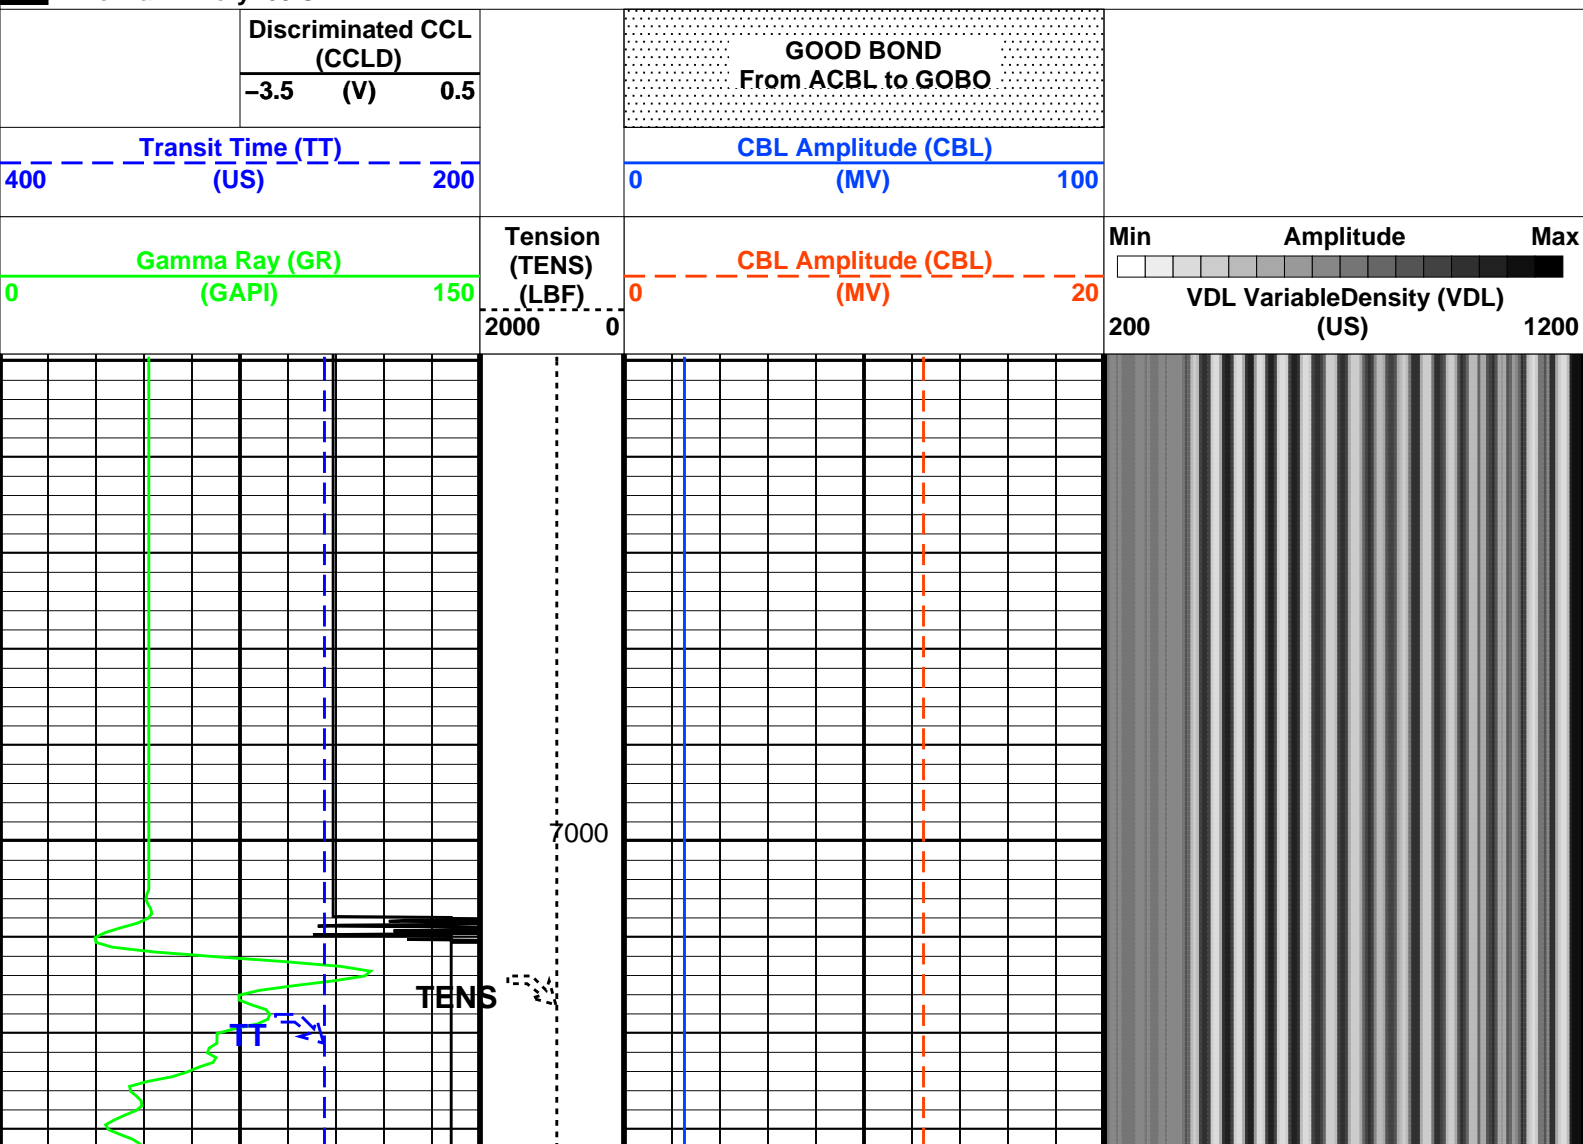 Discriminated CCL
(CCLD)
−3.5 (V) 0.5
GOOD BOND
From ACBL to GOBO
Transit Time (TT)
400 (US) 200
CBL Amplitude (CBL)
0 (MV) 100
Gamma Ray (GR)
0 (GAPI) 150
Tension
(TENS)
(LBF)
2000 0
CBL Amplitude (CBL)
0 (MV) 20
Min Amplitude Max
VDL VariableDensity (VDL)
200 (US) 1200
7000
TENS
TT